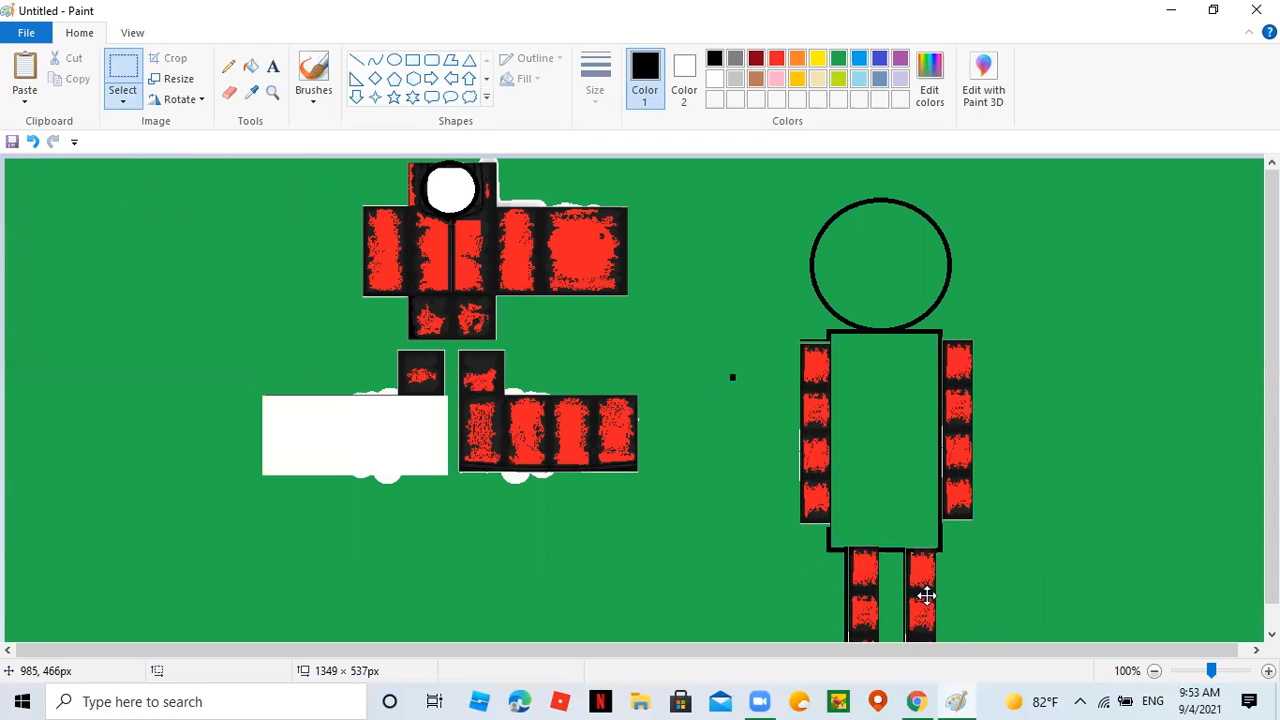 Untitled - Paint
File Home View
Paste
Cut
Copy
Clipboard
Select
Crop
Resize
Rotate
Image
A
Tools
Brushes
Outline
Fill
Shapes
Size
Color 1
Color 2
Edit colors
Colors
Edit with Paint 3D
985, 466px
1349 × 537px
100%
Type here to search
N
82°F
ENG
9:53 AM
9/4/2021